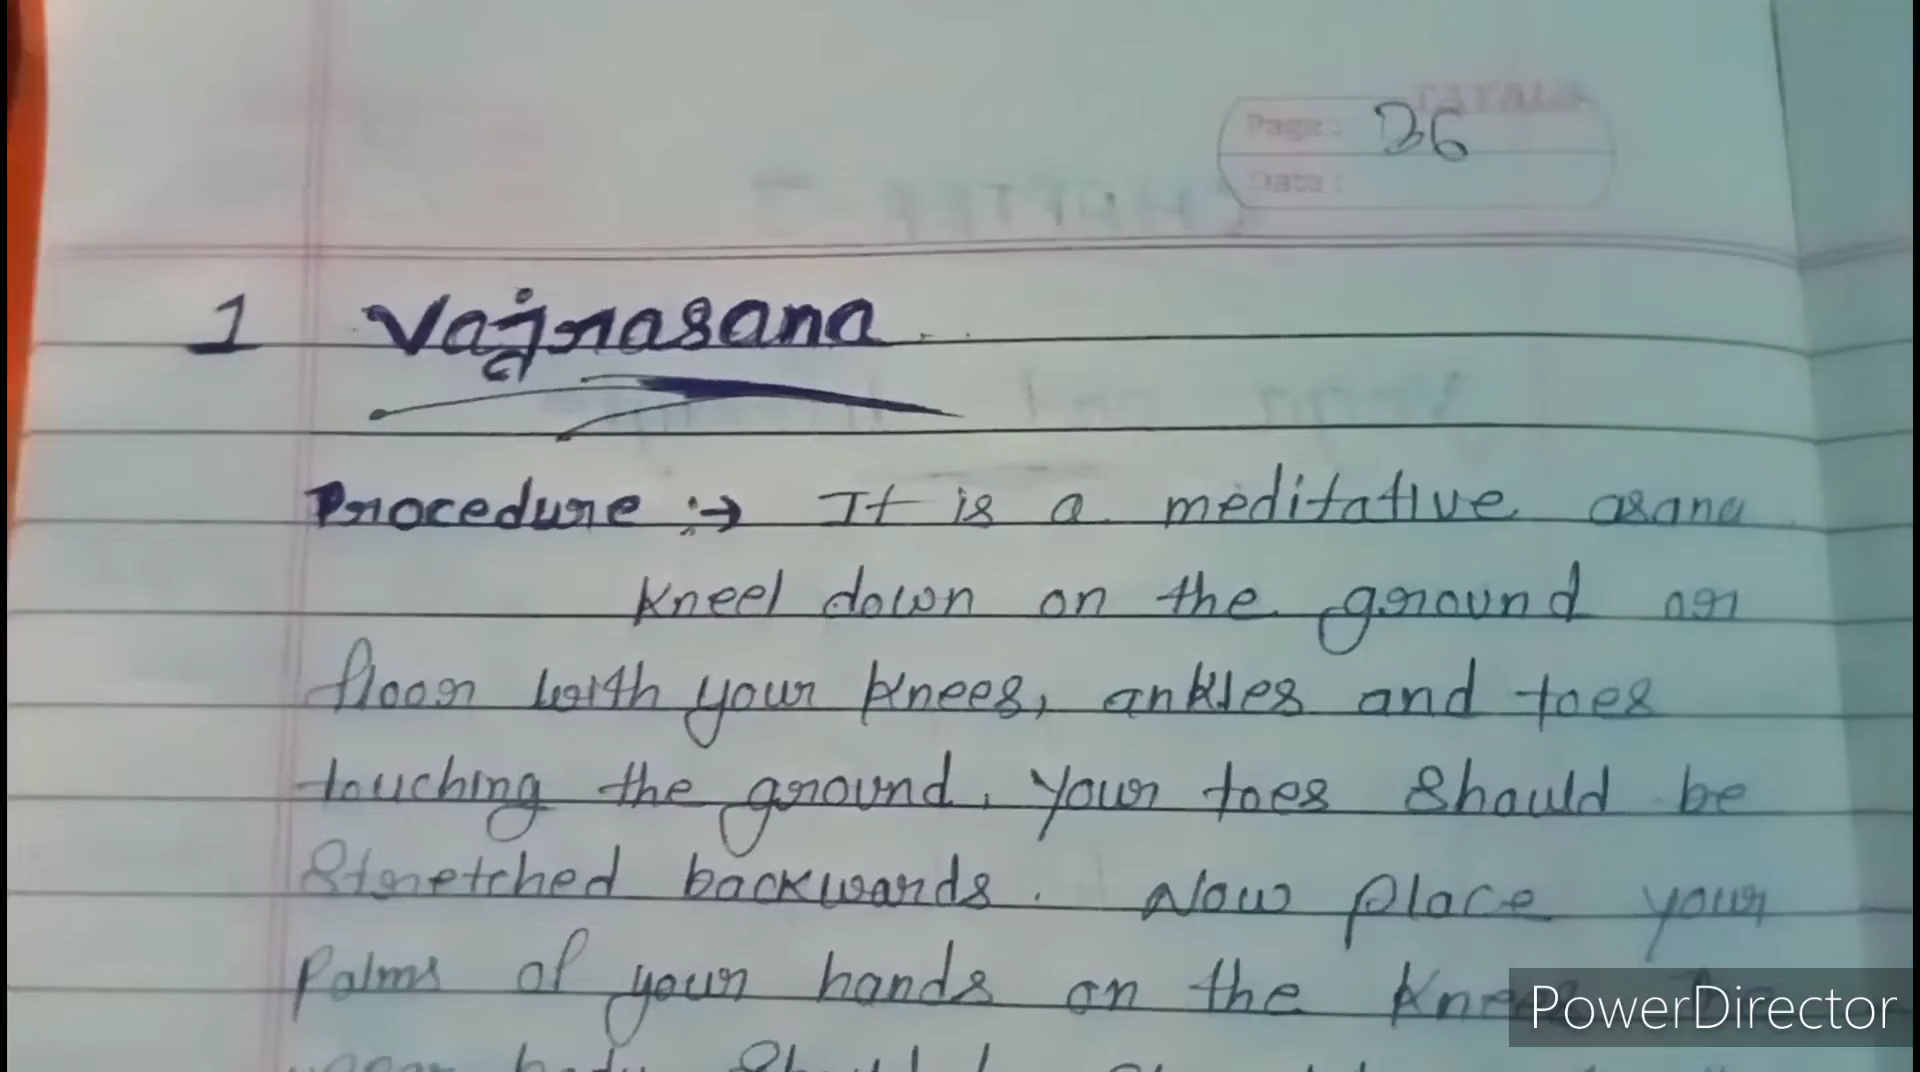 TAYALS
Page: 36
Date:
1 Vajrasana
Procedure :→ It is a meditative asana
Kneel down on the ground or
floor with your knees, ankles and toes
touching the ground. Your toes should be
Stretched backwards. Now place your
Palms of your hands on the
PowerDirector